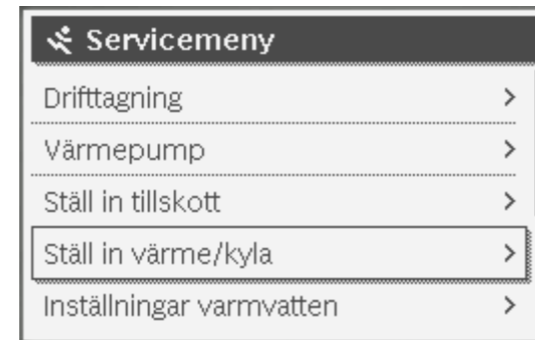 Servicemeny
Drifttagning
Värmepump
Ställ in tillskott
Ställ in värme/kyla
Inställningar varmvatten